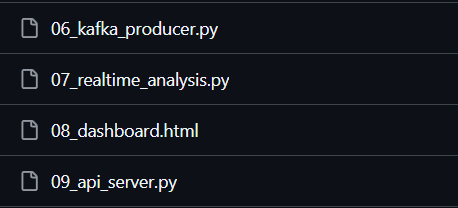 06_kafka_producer.py
07_realtime_analysis.py
08_dashboard.html
09_api_server.py